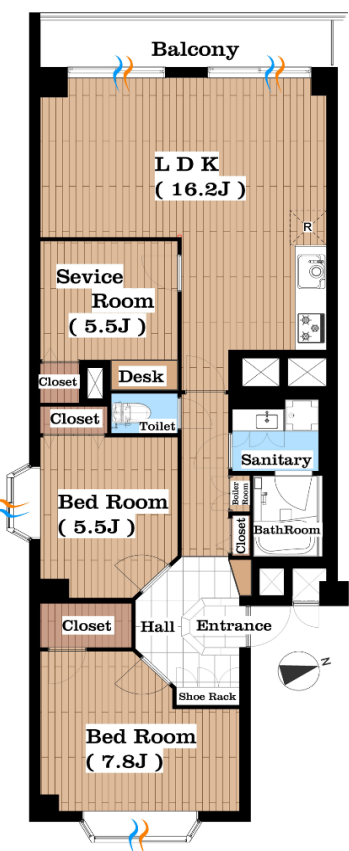 Balcony
L D K
( 16.2J )
R
Sevice
Room
( 5.5J )
Closet
Desk
Closet
Toilet
Sanitary
Bed Room
( 5.5J )
Boiler
Room
Closet
BathRoom
Closet
Hall
Entrance
N
Shoe Rack
Bed Room
( 7.8J )